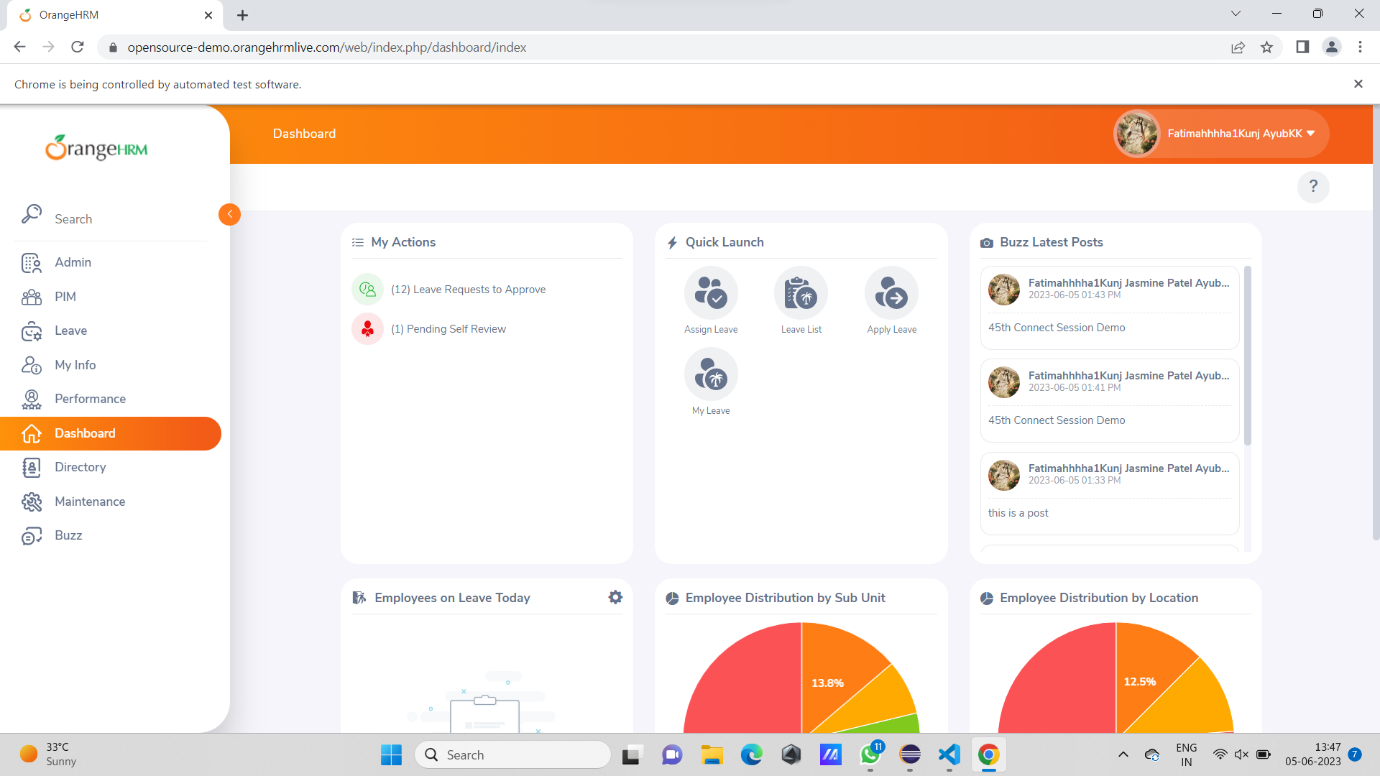 OrangeHRM
opensource-demo.orangehrmlive.com/web/index.php/dashboard/index
Chrome is being controlled by automated test software.
OrangeHRM
Dashboard
Fatimahhhha1Kunj AyubKK
?
Search
Admin
PIM
Leave
My Info
Performance
Dashboard
Directory
Maintenance
Buzz
My Actions
(12) Leave Requests to Approve
(1) Pending Self Review
Quick Launch
Assign Leave
Leave List
Apply Leave
My Leave
Buzz Latest Posts
Fatimahhhha1Kunj Jasmine Patel Ayub...
2023-06-05 01:43 PM
45th Connect Session Demo
Fatimahhhha1Kunj Jasmine Patel Ayub...
2023-06-05 01:41 PM
45th Connect Session Demo
Fatimahhhha1Kunj Jasmine Patel Ayub...
2023-06-05 01:33 PM
this is a post
Employees on Leave Today
Employee Distribution by Sub Unit
13.8%
Employee Distribution by Location
12.5%
33°C
Sunny
Search
11
ENG
IN
13:47
05-06-2023
7